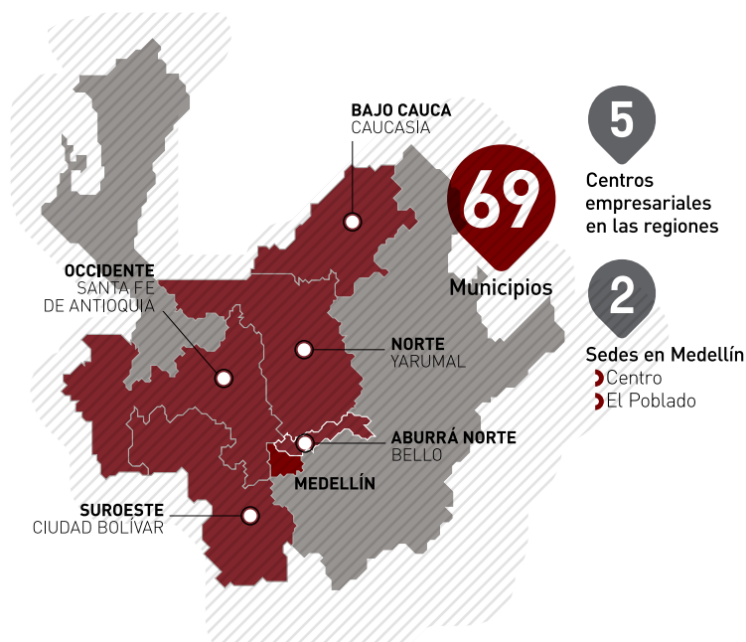 BAJO CAUCA
CAUCASIA
OCCIDENTE
SANTA FE
DE ANTIOQUIA
NORTE
YARUMAL
ABURRÁ NORTE
BELLO
MEDELLÍN
SUROESTE
CIUDAD BOLÍVAR
69
Municipios
5
Centros
empresariales
en las regiones
2
Sedes en Medellín
Centro
El Poblado